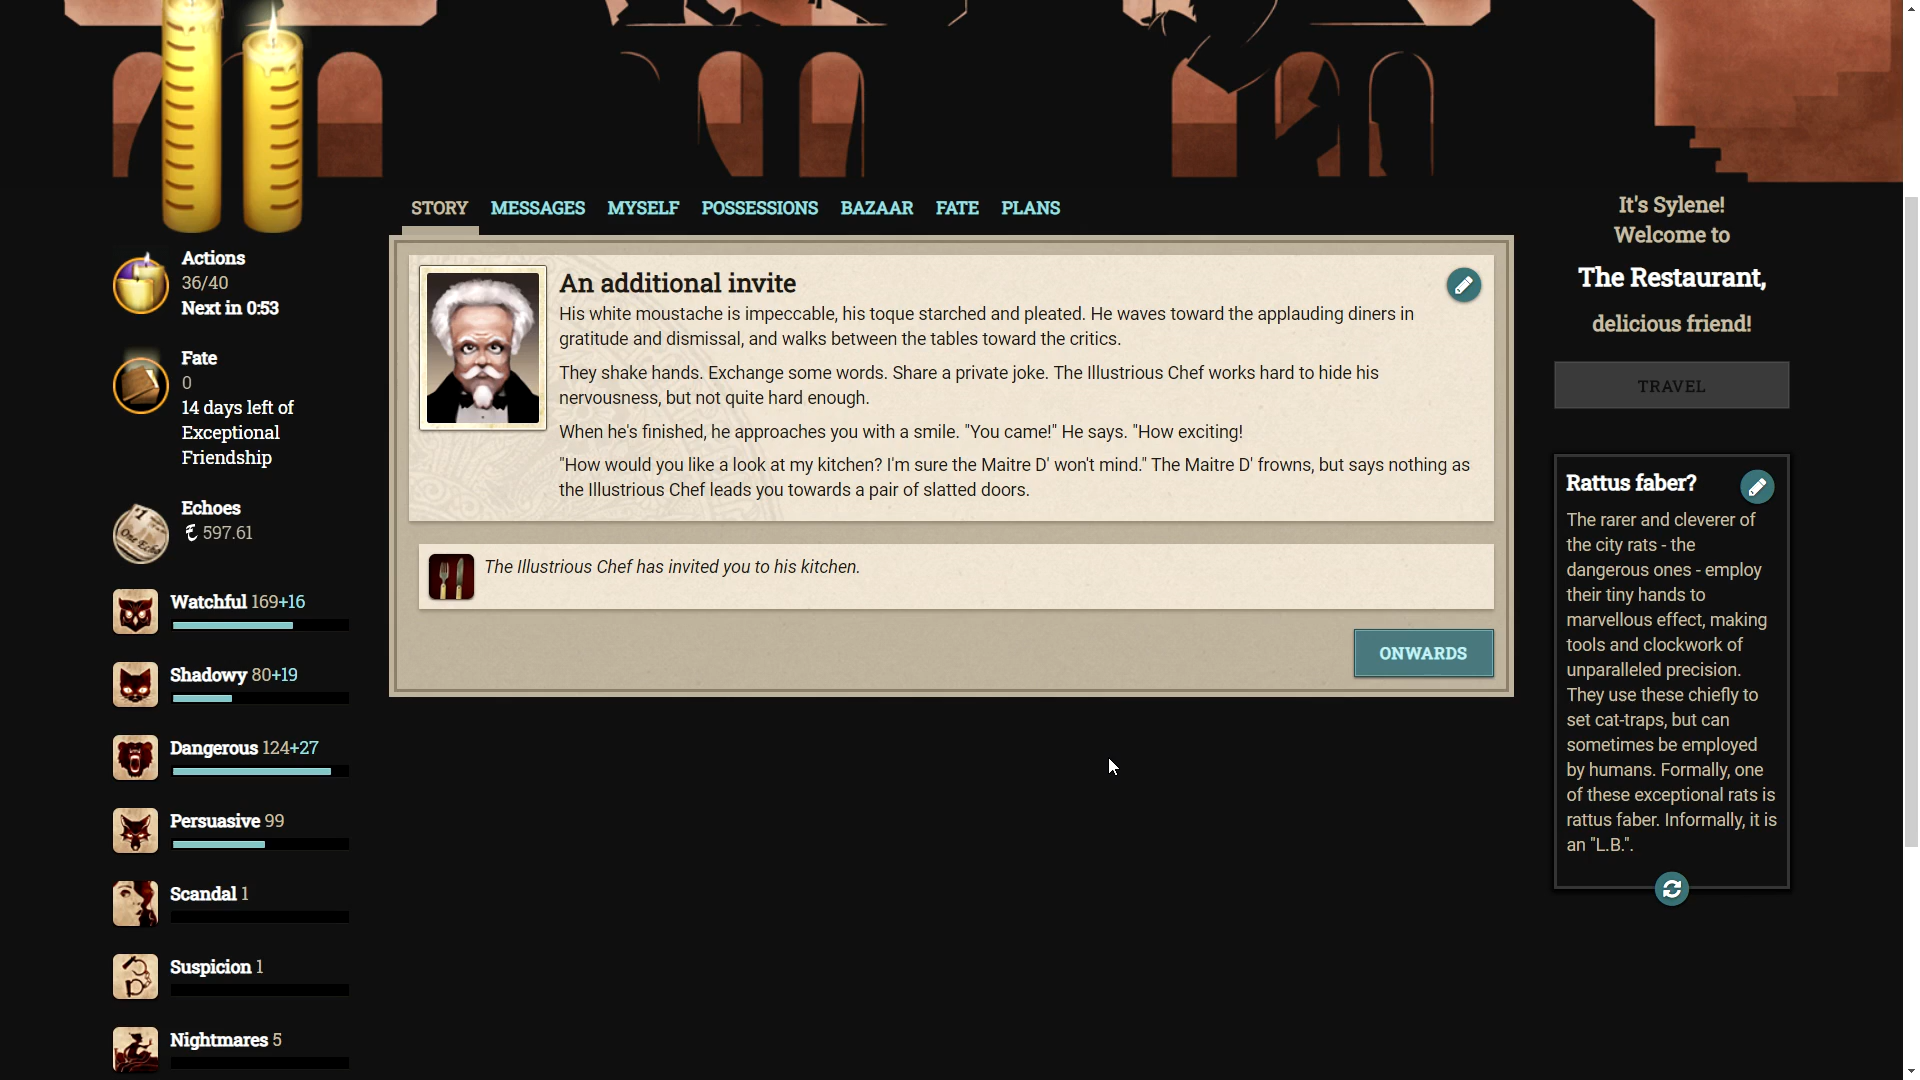 STORY MESSAGES MYSELF POSSESSIONS BAZAAR FATE PLANS
Actions
36/40
Next in 0:53
Fate
0
14 days left of
Exceptional
Friendship
Echoes
597.61
Watchful 169+16
Shadowy 80+19
Dangerous 124+27
Persuasive 99
Scandal 1
Suspicion 1
Nightmares 5
An additional invite
His white moustache is impeccable, his toque starched and pleated. He waves toward the applauding diners in
gratitude and dismissal, and walks between the tables toward the critics.
They shake hands. Exchange some words. Share a private joke. The Illustrious Chef works hard to hide his
nervousness, but not quite hard enough.
When he's finished, he approaches you with a smile. "You came!" He says. "How exciting!
"How would you like a look at my kitchen? I'm sure the Maitre D' won't mind." The Maitre D' frowns, but says nothing as
the Illustrious Chef leads you towards a pair of slatted doors.
The Illustrious Chef has invited you to his kitchen.
ONWARDS
It's Sylene!
Welcome to
The Restaurant,
delicious friend!
TRAVEL
Rattus faber?
The rarer and cleverer of
the city rats - the
dangerous ones - employ
their tiny hands to
marvellous effect, making
tools and clockwork of
unparalleled precision.
They use these chiefly to
set cat-traps, but can
sometimes be employed
by humans. Formally, one
of these exceptional rats is
rattus faber. Informally, it is
an "L.B.".